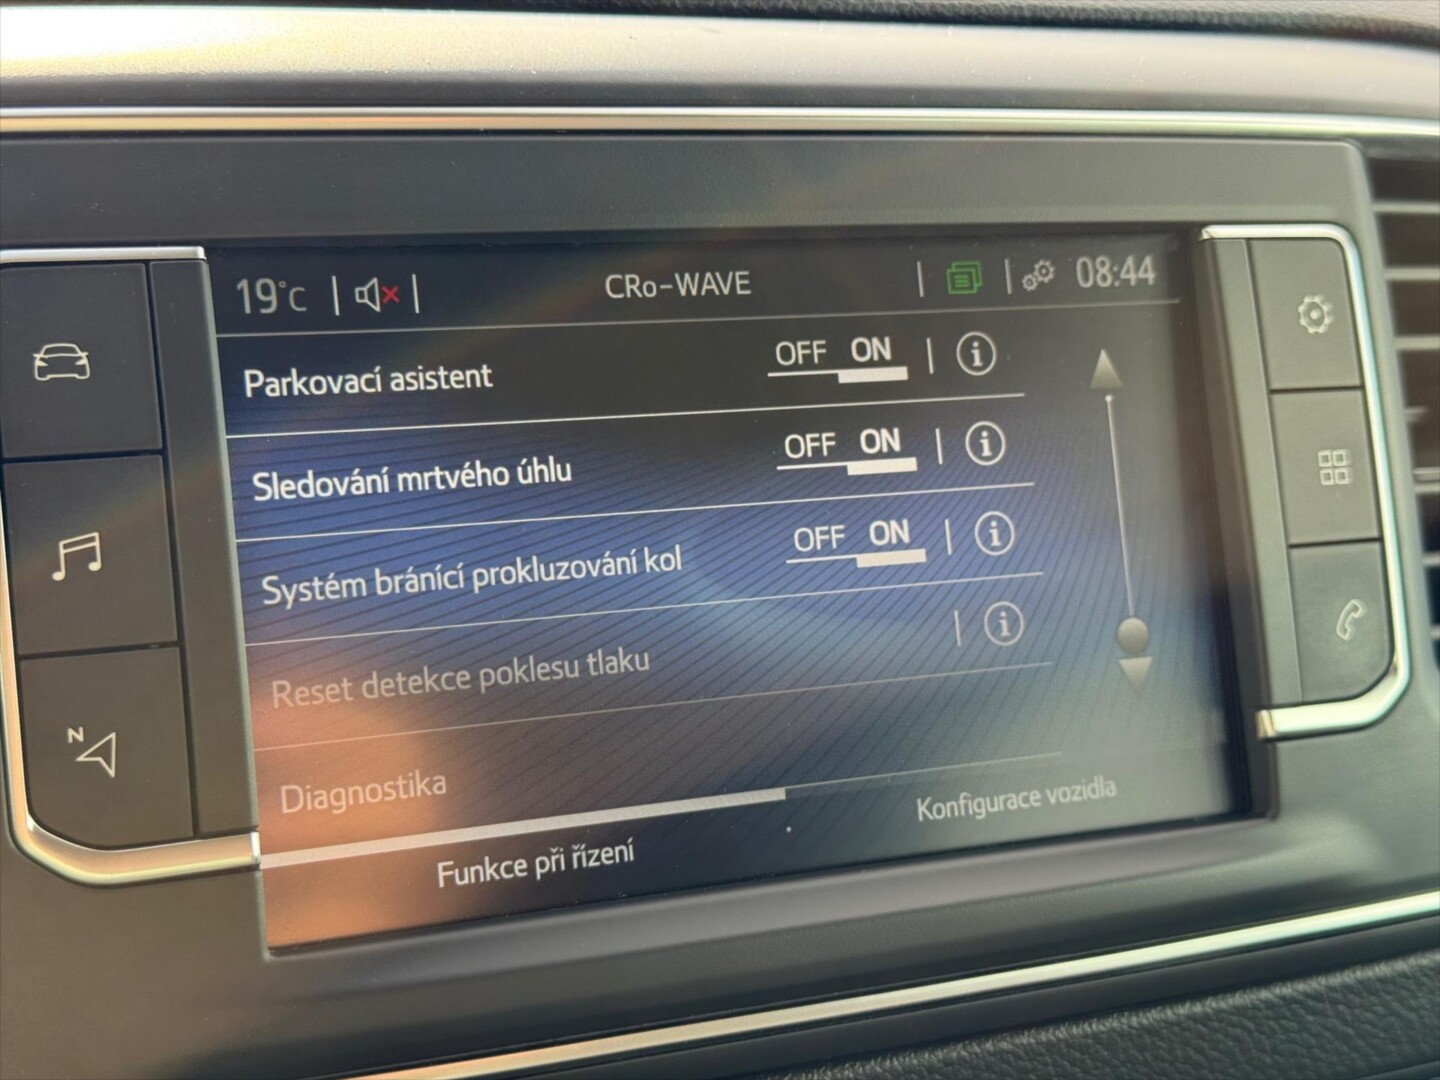 19°C
CRo-WAVE
08:44
Parkovací asistent OFF ON i
Sledování mrtvého úhlu OFF ON i
Systém bránící prokluzování kol OFF ON i
Reset detekce poklesu tlaku i
Diagnostika
Funkce při řízení
Konfigurace vozidla
N